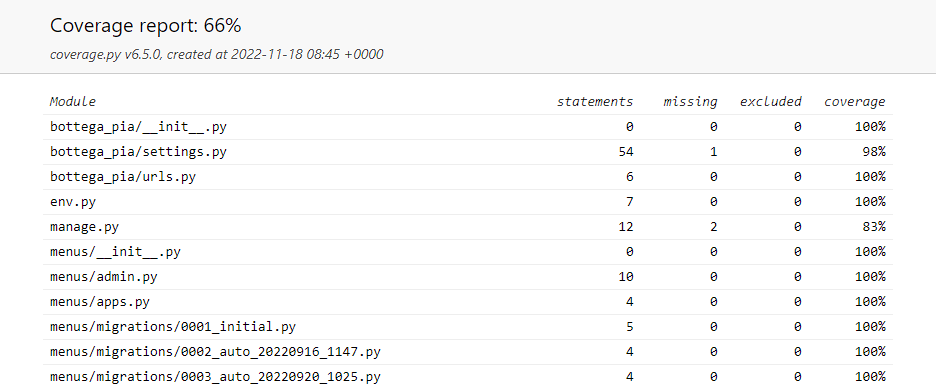 Coverage report: 66%
coverage.py v6.5.0, created at 2022-11-18 08:45 +0000
Module statements missing excluded coverage
bottega_pia/__init__.py 0 0 0 100%
bottega_pia/settings.py 54 1 0 98%
bottega_pia/urls.py 6 0 0 100%
env.py 7 0 0 100%
manage.py 12 2 0 83%
menus/__init__.py 0 0 0 100%
menus/admin.py 10 0 0 100%
menus/apps.py 4 0 0 100%
menus/migrations/0001_initial.py 5 0 0 100%
menus/migrations/0002_auto_20220916_1147.py 4 0 0 100%
menus/migrations/0003_auto_20220920_1025.py 4 0 0 100%